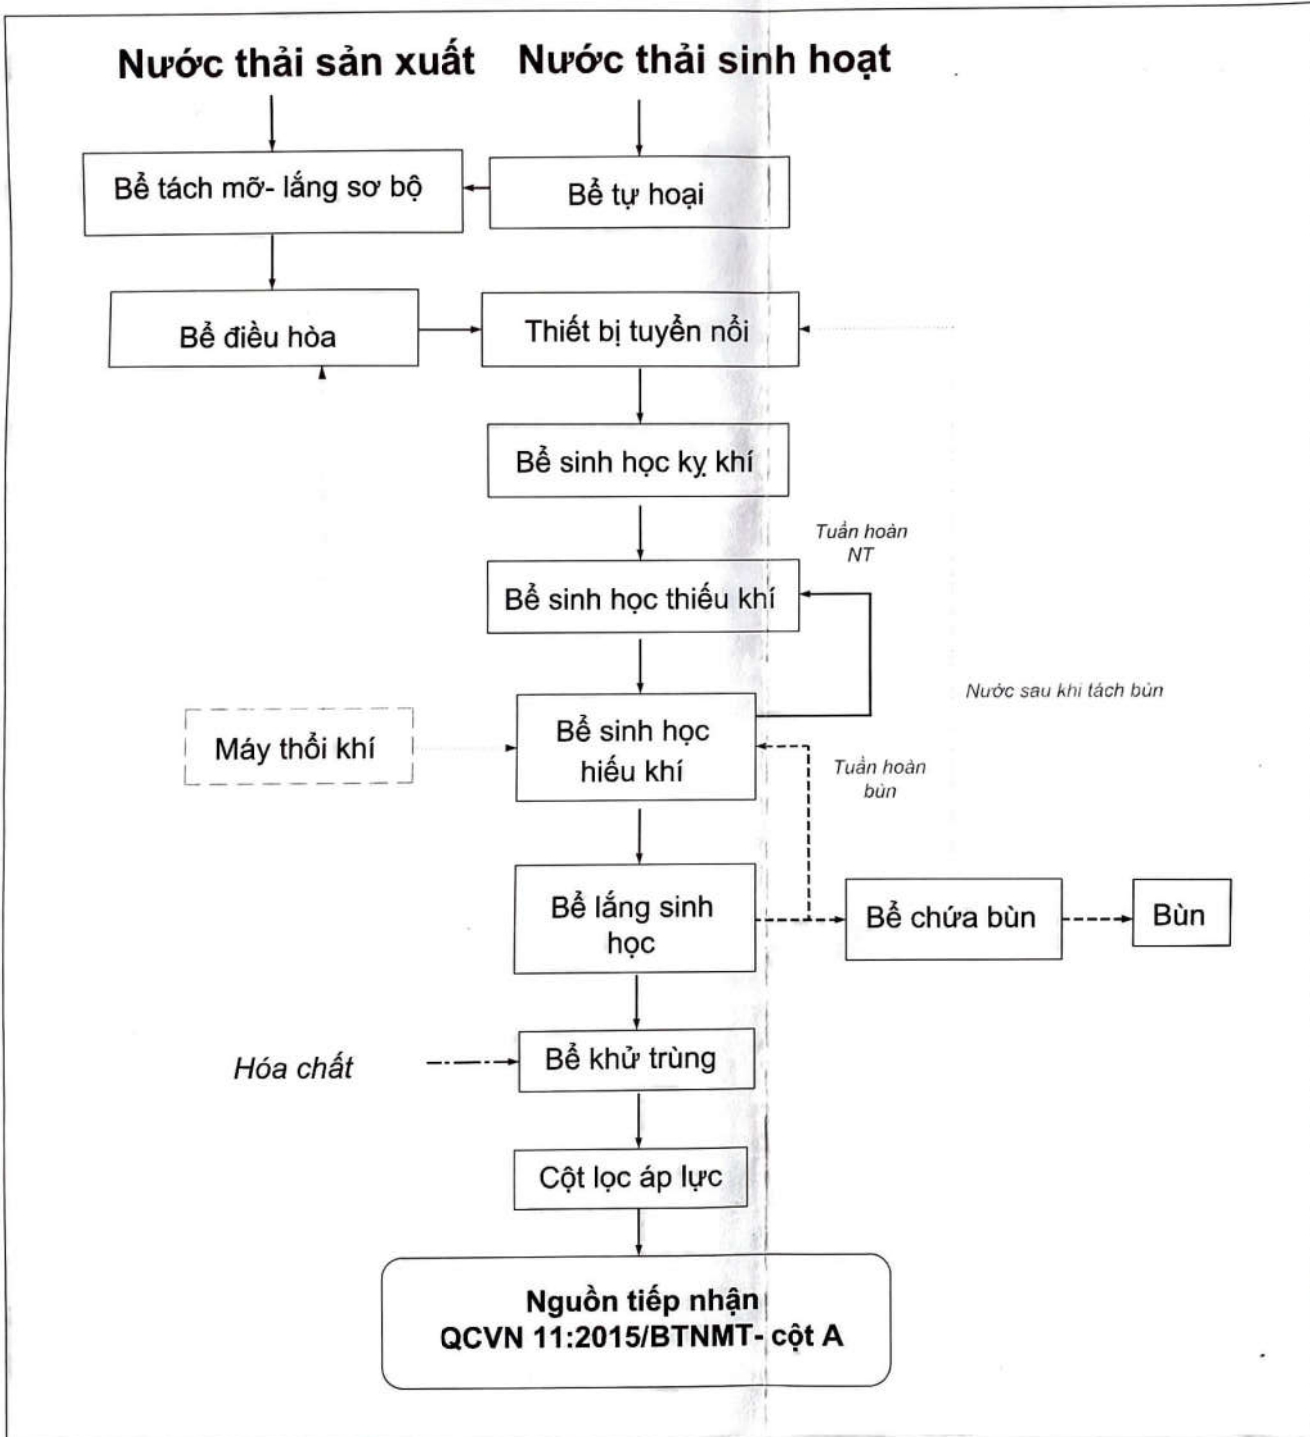 Nước thải sản xuất
Nước thải sinh hoạt
Bể tách mỡ- lắng sơ bộ
Bể tự hoại
Bể điều hòa
Thiết bị tuyển nổi
Bể sinh học kỵ khí
Tuần hoàn
NT
Bể sinh học thiếu khí
Nước sau khi tách bùn
Máy thổi khí
Bể sinh học
hiếu khí
Tuần hoàn
bùn
Bể lắng sinh
học
Bể chứa bùn
Bùn
Hóa chất
Bể khử trùng
Cột lọc áp lực
Nguồn tiếp nhận
QCVN 11:2015/BTNMT- cột A